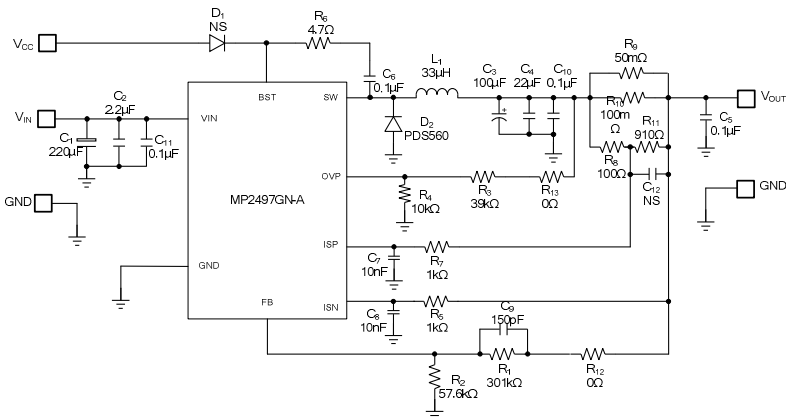 D1
NS
R6
4.7Ω
VCC
C6
0.1µF
L1
33µH
C3
100µF
C4
22µF
C10
0.1µF
R9
50mΩ
BST
SW
VIN
C2
2.2µF
VIN
C1
220µF
C11
0.1µF
D2
PDS560
R10
100m
Ω
R11
910Ω
VOUT
C5
0.1µF
R8
100Ω
C12
NS
OVP
R4
10kΩ
R3
39kΩ
R13
0Ω
MP2497GN-A
GND
GND
ISP
C7
10nF
R7
1kΩ
GND
FB
ISN
C8
10nF
R5
1kΩ
C9
150pF
R2
57.6kΩ
R1
301kΩ
R12
0Ω